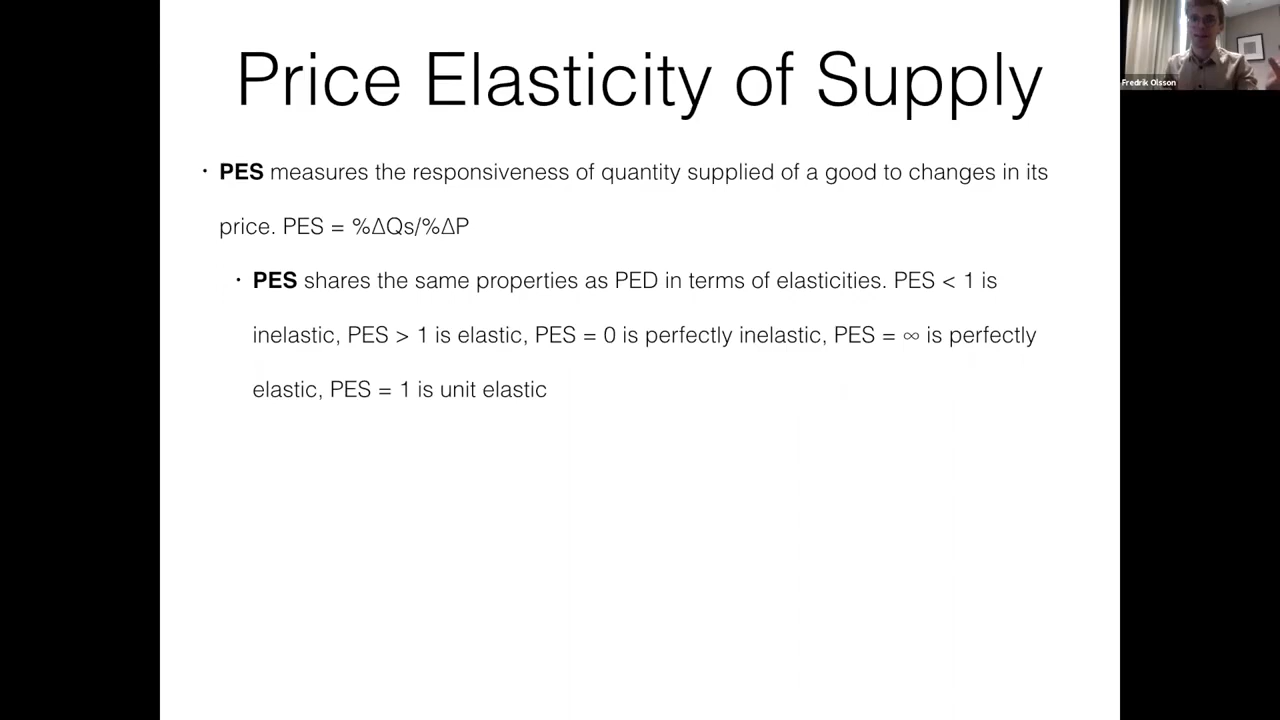 Price Elasticity of Supply
Fredrik Olsson
• PES measures the responsiveness of quantity supplied of a good to changes in its
price. PES = %ΔQs/%ΔP
• PES shares the same properties as PED in terms of elasticities. PES < 1 is
inelastic, PES > 1 is elastic, PES = 0 is perfectly inelastic, PES = ∞ is perfectly
elastic, PES = 1 is unit elastic